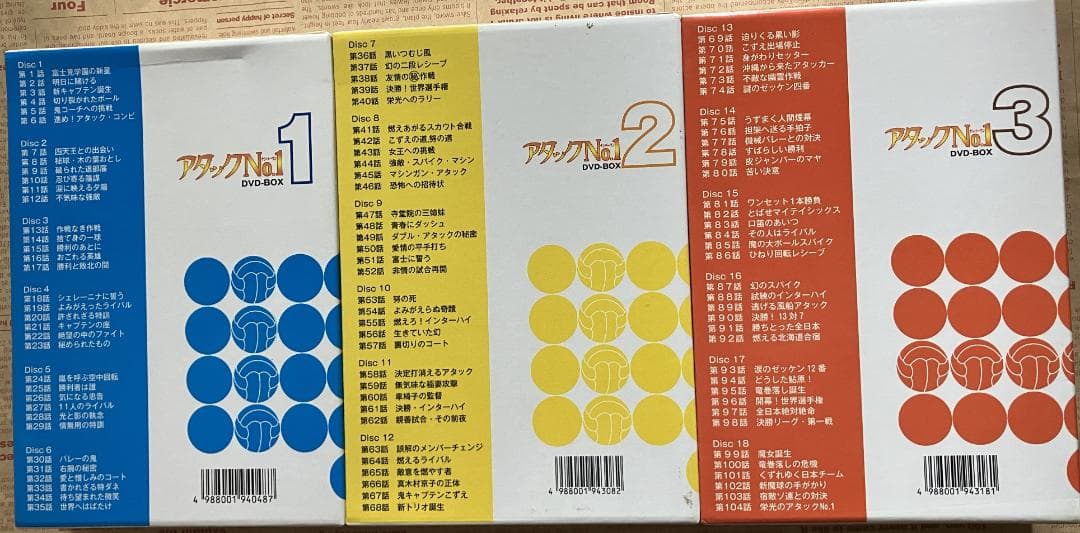 Disc 1
第 1 話 富士見学園の新星
第 2 話 明日に賭ける
第 3 話 新キャプテン誕生
第 4 話 切り裂かれたボール
第 5 話 鬼コーチへの挑戦
第 6 話 進め!アタック・コンビ
Disc 2
第 7 話 四天王との出会い
第 8 話 秘球・木の葉おとし
第 9 話 破られた退部届
第10話 忍び寄る陰謀
第11話 涙に映える夕陽
第12話 不気味な強敵
Disc 3
第13話 作戦なき作戦
第14話 捨て身の一球
第15話 勝利のあとに
第16話 おごれる英雄
第17話 勝利と敗北の間
Disc 4
第18話 シェレーニナに誓う
第19話 よみがえったライバル
第20話 許されざる特訓
第21話 キャプテンの座
第22話 絶望の中のファイト
第23話 秘められたもの
Disc 5
第24話 嵐を呼ぶ空中回転
第25話 勝利者は誰
第26話 気になる忠告
第27話 11人のライバル
第28話 光と影の執念
第29話 情無用の特訓
Disc 6
第30話 バレーの鬼
第31話 右腕の秘密
第32話 愛と憎しみのコート
第33話 書かれざる特ダネ
第34話 待ち望まれた微笑
第35話 世界へはばたけ
アタックNo.1
DVD-BOX
1
4 988001 940487
Disc 7
第36話 黒いつむじ風
第37話 幻の二段レシーブ
第38話 友情の㊙作戦
第39話 決勝!世界選手権
第40話 栄光へのラリー
Disc 8
第41話 燃えあがるスカウト合戦
第42話 こずえの道,努の道
第43話 女王への挑戦
第44話 強敵・スパイク・マシン
第45話 マシンガン・アタック
第46話 恐怖への招待状
Disc 9
第47話 寺堂院の三姉妹
第48話 青春にダッシュ
第49話 ダブル・アタックの秘密
第50話 愛情の平手打ち
第51話 富士に誓う
第52話 非情の試合再開
Disc 10
第53話 努の死
第54話 よみがえらぬ奇蹟
第55話 燃えろ!インターハイ
第56話 生きていた幻
第57話 裏切りのコート
Disc 11
第58話 決定打消えるアタック
第59話 無気味な稲妻攻撃
第60話 車椅子の監督
第61話 決勝・インターハイ
第62話 親善試合・その前夜
Disc 12
第63話 誤解のメンバーチェンジ
第64話 燃えるライバル
第65話 敵意を燃やす者
第66話 真木村京子の正体
第67話 鬼キャプテンこずえ
第68話 新トリオ誕生
アタックNo.1
DVD-BOX
2
4 988001 943082
Disc 13
第69話 迫りくる黒い影
第70話 こずえ出場停止
第71話 身がわりセッター
第72話 沖縄から来たアタッカー
第73話 不敵な幽霊作戦
第74話 謎のゼッケン四番
Disc 14
第75話 うずまく人間煙幕
第76話 担架へ送る手拍子
第77話 機械バレーとの対決
第78話 すばらしい勝利
第79話 皮ジャンパーのマヤ
第80話 苦い決意
Disc 15
第81話 ワンセット1本勝負
第82話 とばせマイテイシックス
第83話 口笛のあいつ
第84話 その人はライバル
第85話 魔の大ボールスパイク
第86話 ひねり回転レシーブ
Disc 16
第87話 幻のスパイク
第88話 試練のインターハイ
第89話 逃げる風船アタック
第90話 決勝!13対7
第91話 勝ちとった全日本
第92話 燃える北海道合宿
Disc 17
第93話 涙のゼッケン12番
第94話 どうした鮎原!
第95話 竜巻落し誕生
第96話 開幕!世界選手権
第97話 全日本絶対絶命
第98話 決勝リーグ・第一戦
Disc 18
第99話 魔女誕生
第100話 竜巻落しの危機
第101話 くずれゆく日本チーム
第102話 新魔球の手がかり
第103話 宿敵ソ連との対決
第104話 栄光のアタックNo.1
アタックNo.1
DVD-BOX
3
4 988001 943181